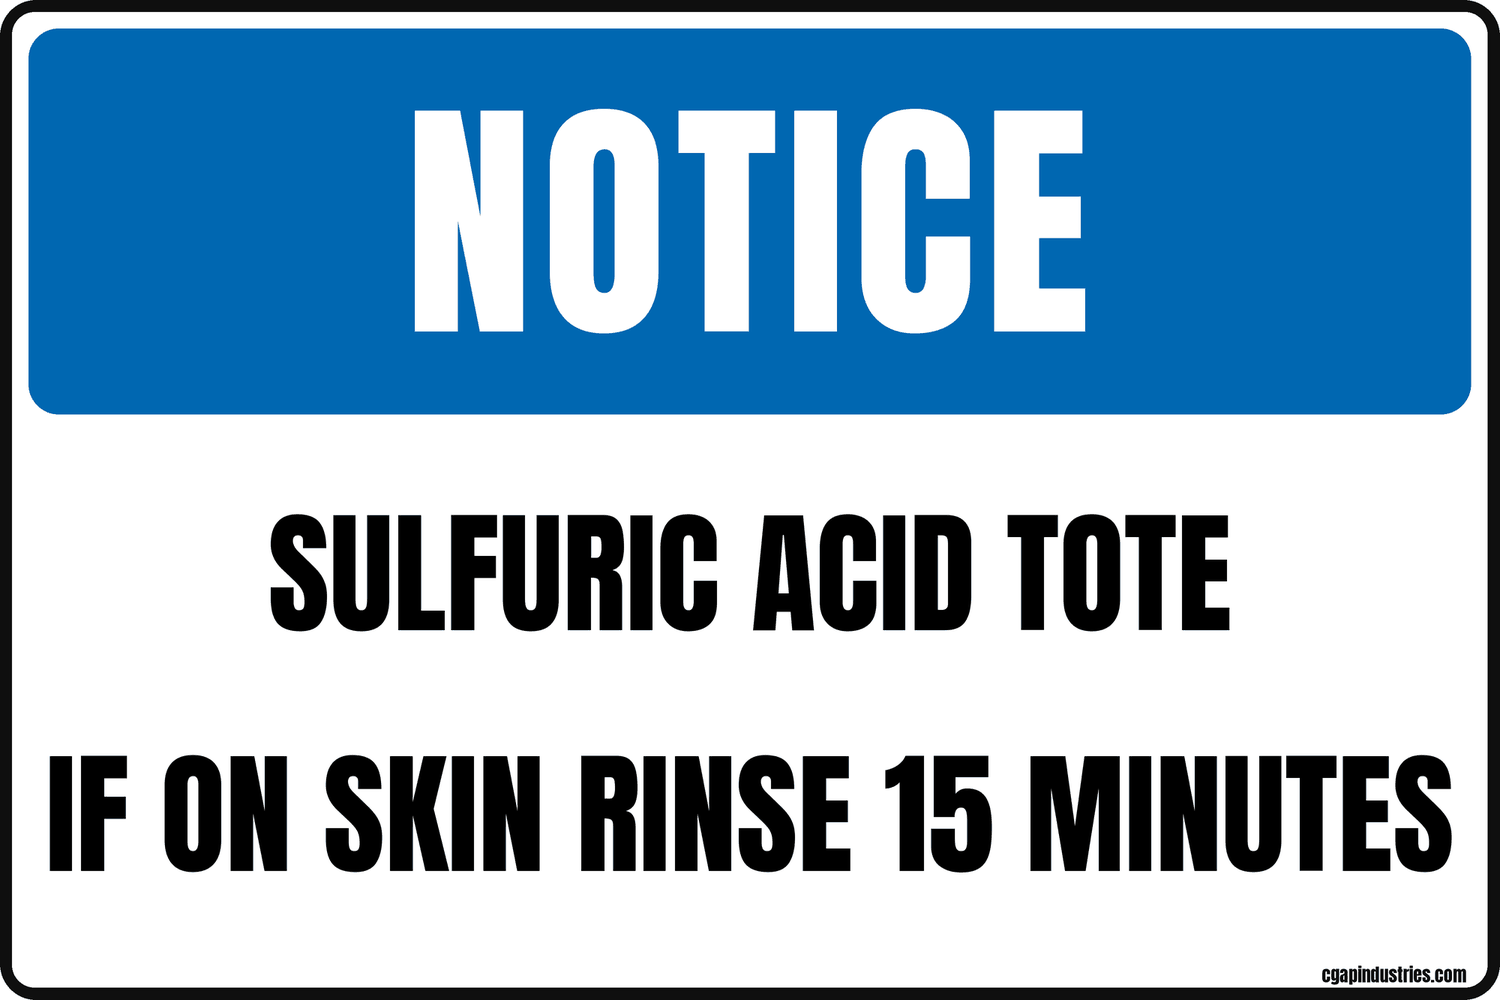 NOTICE
SULFURIC ACID TOTE
IF ON SKIN RINSE 15 MINUTES
cgapindustries.com